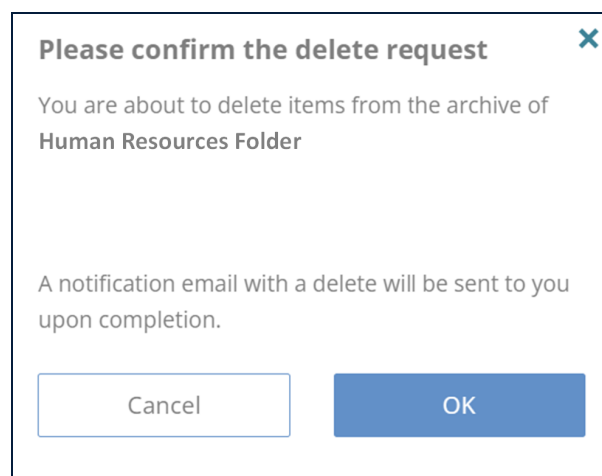 Please confirm the delete request
You are about to delete items from the archive of
Human Resources Folder
A notification email with a delete will be sent to you
upon completion.
Cancel
OK